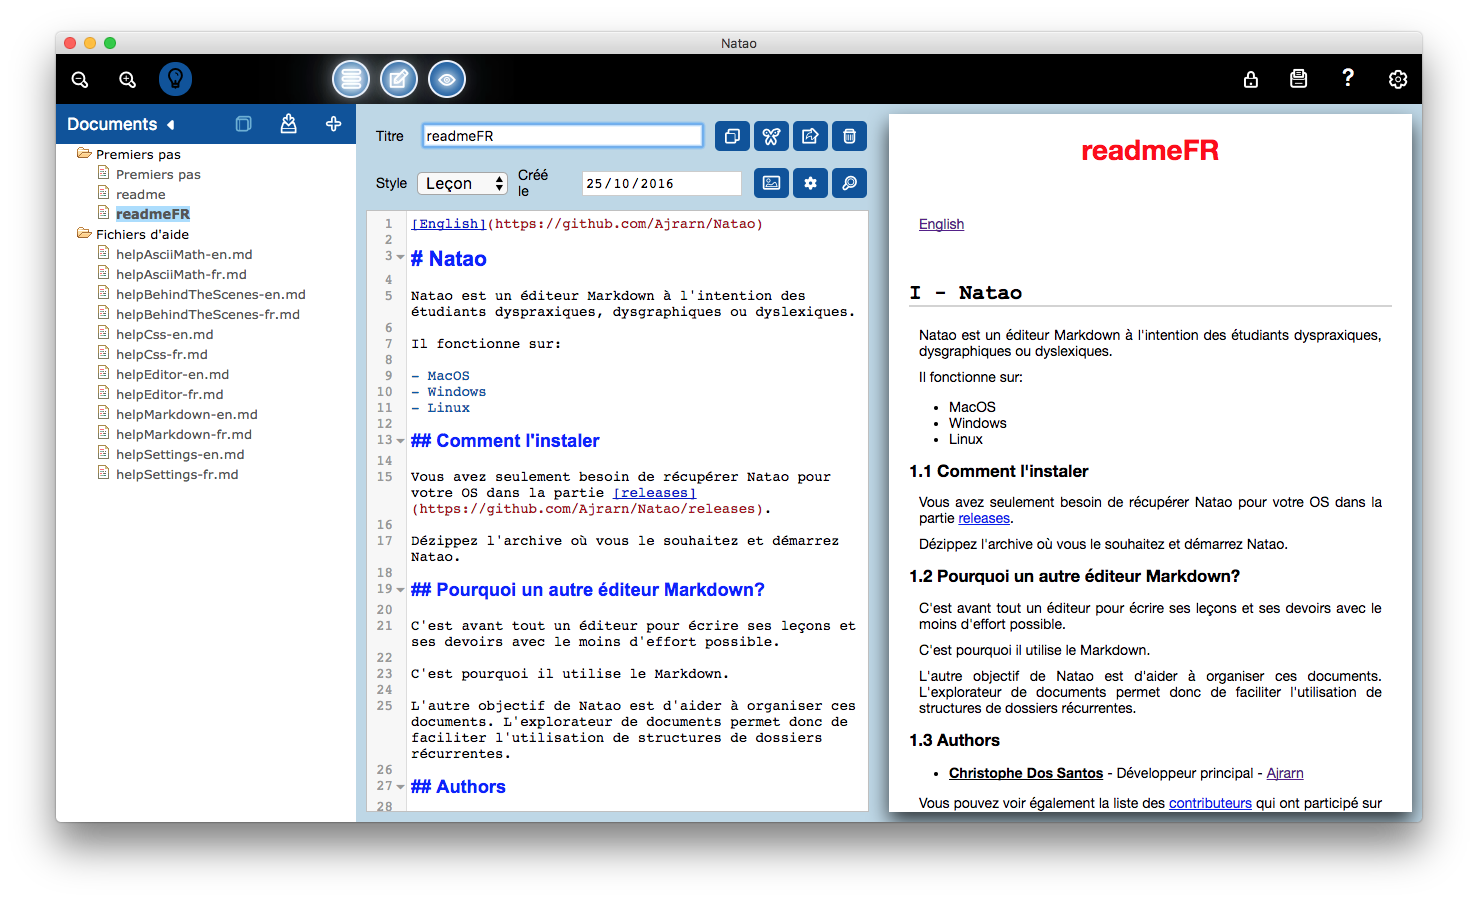 Natao
?
Documents
Premiers pas
Premiers pas
readme
readmeFR
Fichiers d'aide
helpAsciiMath-en.md
helpAsciiMath-fr.md
helpBehindTheScenes-en.md
helpBehindTheScenes-fr.md
helpCss-en.md
helpCss-fr.md
helpEditor-en.md
helpEditor-fr.md
helpMarkdown-en.md
helpMarkdown-fr.md
helpSettings-en.md
helpSettings-fr.md
Titre readmeFR
Style Leçon Créé
le 25/10/2016
1 [English](https://github.com/Ajrarn/Natao)
2
3 # Natao
4
5 Natao est un éditeur Markdown à l'intention des
étudiants dyspraxiques, dysgraphiques ou dyslexiques.
6
7 Il fonctionne sur:
8
9 - MacOS
10 - Windows
11 - Linux
12
13 ## Comment l'instaler
14
15 Vous avez seulement besoin de récupérer Natao pour
votre OS dans la partie [releases]
(https://github.com/Ajrarn/Natao/releases).
16
17 Dézippez l'archive où vous le souhaitez et démarrez
Natao.
18
19 ## Pourquoi un autre éditeur Markdown?
20
21 C'est avant tout un éditeur pour écrire ses leçons et
ses devoirs avec le moins d'effort possible.
22
23 C'est pourquoi il utilise le Markdown.
24
25 L'autre objectif de Natao est d'aider à organiser ces
documents. L'explorateur de documents permet donc de
faciliter l'utilisation de structures de dossiers
récurrentes.
26
27 ## Authors
28
readmeFR
English
I - Natao
Natao est un éditeur Markdown à l'intention des étudiants dyspraxiques,
dysgraphiques ou dyslexiques.
Il fonctionne sur:
• MacOS
• Windows
• Linux
1.1 Comment l'instaler
Vous avez seulement besoin de récupérer Natao pour votre OS dans la
partie releases.
Dézippez l'archive où vous le souhaitez et démarrez Natao.
1.2 Pourquoi un autre éditeur Markdown?
C'est avant tout un éditeur pour écrire ses leçons et ses devoirs avec le
moins d'effort possible.
C'est pourquoi il utilise le Markdown.
L'autre objectif de Natao est d'aider à organiser ces documents.
L'explorateur de documents permet donc de faciliter l'utilisation de
structures de dossiers récurrentes.
1.3 Authors
• Christophe Dos Santos - Développeur principal - Ajrarn
Vous pouvez voir également la liste des contributeurs qui ont participé sur